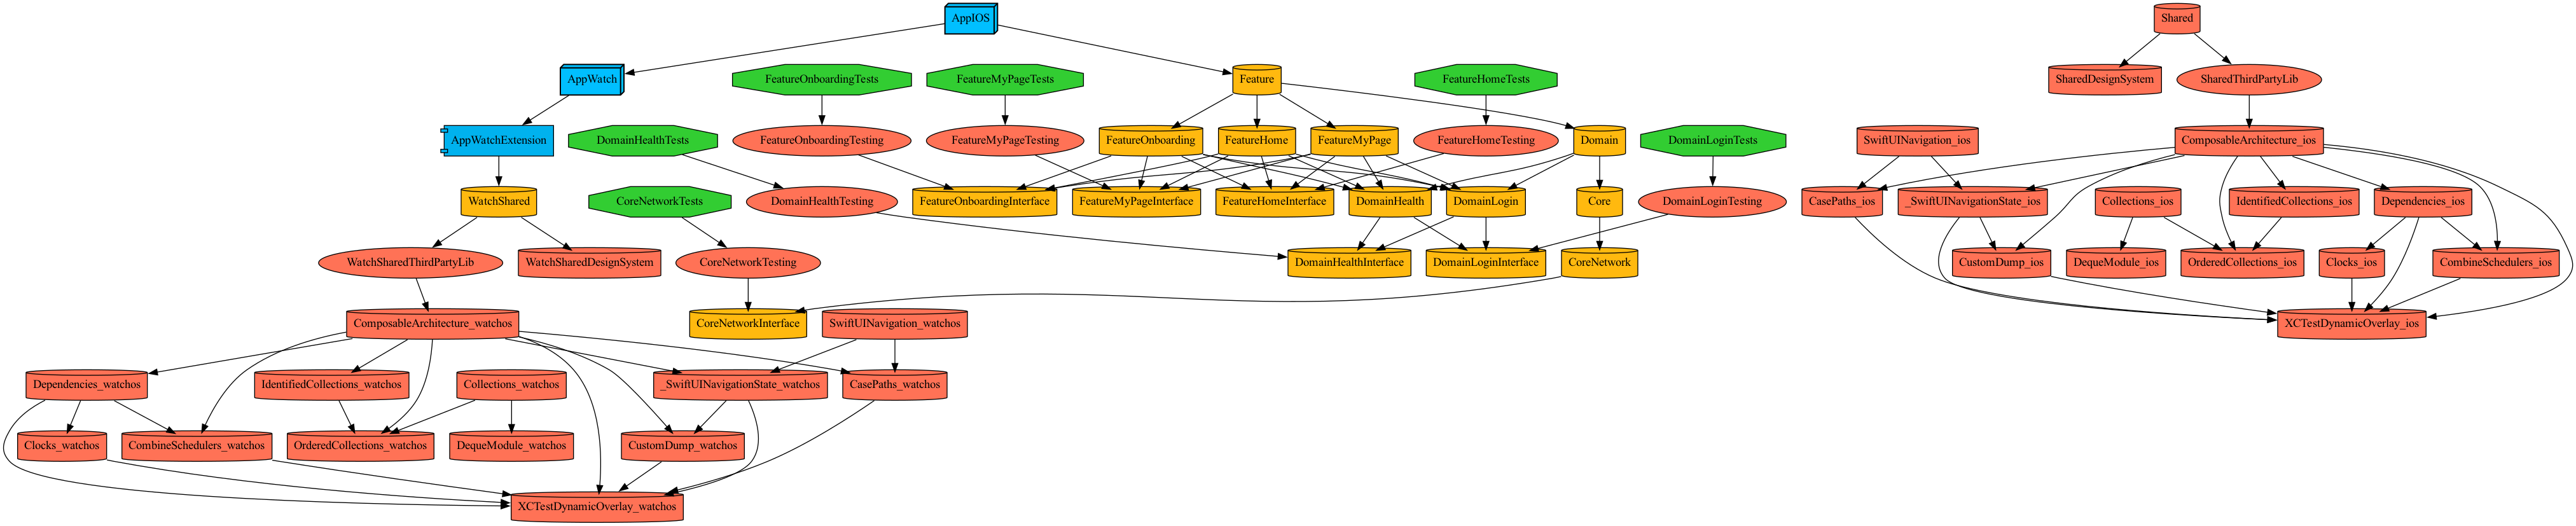 AppIOS
Shared
AppWatch
FeatureOnboardingTests
FeatureMyPageTests
Feature
FeatureHomeTests
SharedDesignSystem
SharedThirdPartyLib
AppWatchExtension
DomainHealthTests
FeatureOnboardingTesting
FeatureMyPageTesting
FeatureOnboarding
FeatureHome
FeatureMyPage
FeatureHomeTesting
Domain
DomainLoginTests
SwiftUINavigation_ios
ComposableArchitecture_ios
WatchShared
CoreNetworkTests
DomainHealthTesting
FeatureOnboardingInterface
FeatureMyPageInterface
FeatureHomeInterface
DomainHealth
DomainLogin
Core
DomainLoginTesting
CasePaths_ios
_SwiftUINavigationState_ios
Collections_ios
IdentifiedCollections_ios
Dependencies_ios
WatchSharedThirdPartyLib
WatchSharedDesignSystem
CoreNetworkTesting
DomainHealthInterface
DomainLoginInterface
CoreNetwork
CustomDump_ios
DequeModule_ios
OrderedCollections_ios
Clocks_ios
CombineSchedulers_ios
ComposableArchitecture_watchos
CoreNetworkInterface
SwiftUINavigation_watchos
XCTestDynamicOverlay_ios
Dependencies_watchos
IdentifiedCollections_watchos
Collections_watchos
_SwiftUINavigationState_watchos
CasePaths_watchos
Clocks_watchos
CombineSchedulers_watchos
OrderedCollections_watchos
DequeModule_watchos
CustomDump_watchos
XCTestDynamicOverlay_watchos